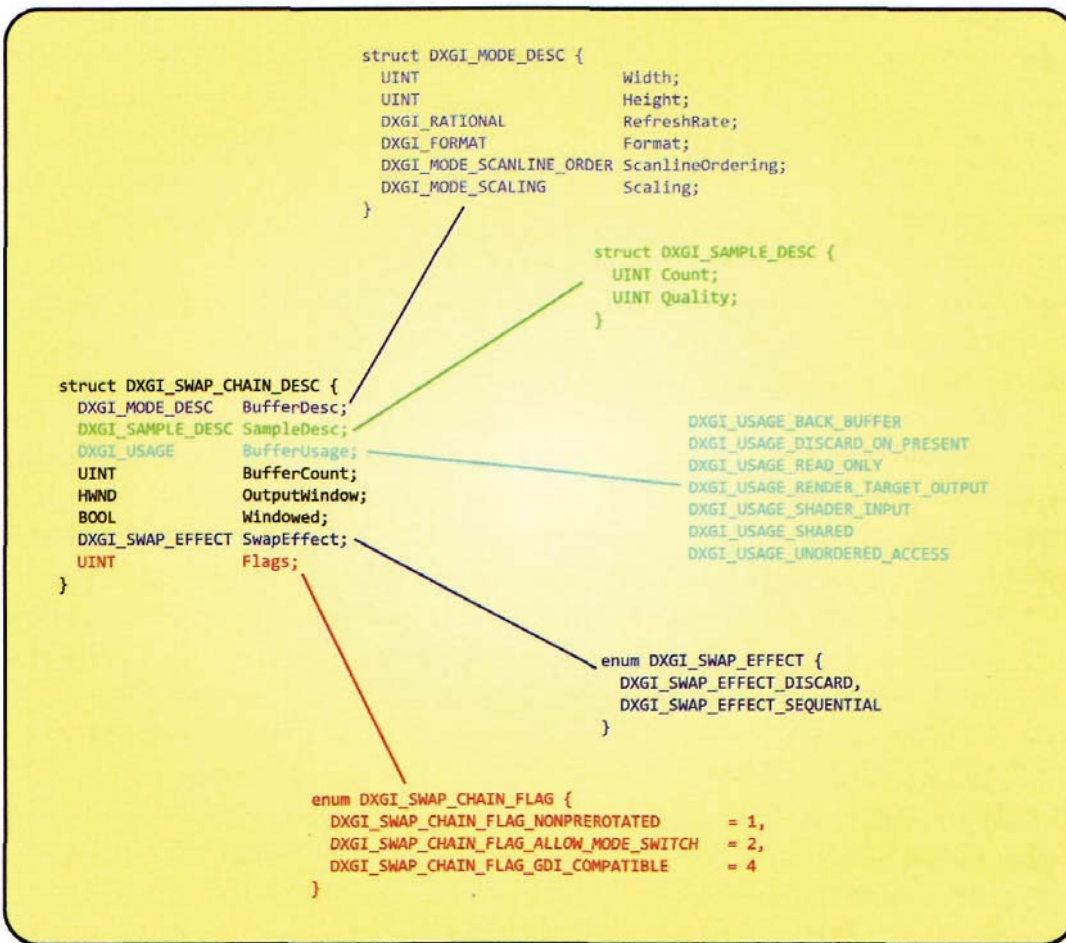 struct DXGI_MODE_DESC {
UINT Width;
UINT Height;
DXGI_RATIONAL RefreshRate;
DXGI_FORMAT Format;
DXGI_MODE_SCANLINE_ORDER ScanlineOrdering;
DXGI_MODE_SCALING Scaling;
}
struct DXGI_SAMPLE_DESC {
UINT Count;
UINT Quality;
}
struct DXGI_SWAP_CHAIN_DESC {
DXGI_MODE_DESC BufferDesc;
DXGI_SAMPLE_DESC SampleDesc;
DXGI_USAGE BufferUsage;
UINT BufferCount;
HWND OutputWindow;
BOOL Windowed;
DXGI_SWAP_EFFECT SwapEffect;
UINT Flags;
}
DXGI_USAGE_BACK_BUFFER
DXGI_USAGE_DISCARD_ON_PRESENT
DXGI_USAGE_READ_ONLY
DXGI_USAGE_RENDER_TARGET_OUTPUT
DXGI_USAGE_SHADER_INPUT
DXGI_USAGE_SHARED
DXGI_USAGE_UNORDERED_ACCESS
enum DXGI_SWAP_EFFECT {
DXGI_SWAP_EFFECT_DISCARD,
DXGI_SWAP_EFFECT_SEQUENTIAL
}
enum DXGI_SWAP_CHAIN_FLAG {
DXGI_SWAP_CHAIN_FLAG_NONPREROTATED = 1,
DXGI_SWAP_CHAIN_FLAG_ALLOW_MODE_SWITCH = 2,
DXGI_SWAP_CHAIN_FLAG_GDI_COMPATIBLE = 4
}